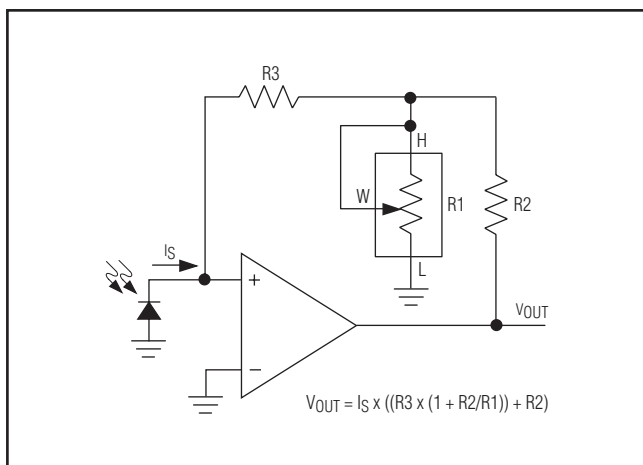 R3
H
W
R1
R2
IS
L
+
VOUT
−
VOUT = IS x ((R3 x (1 + R2/R1)) + R2)